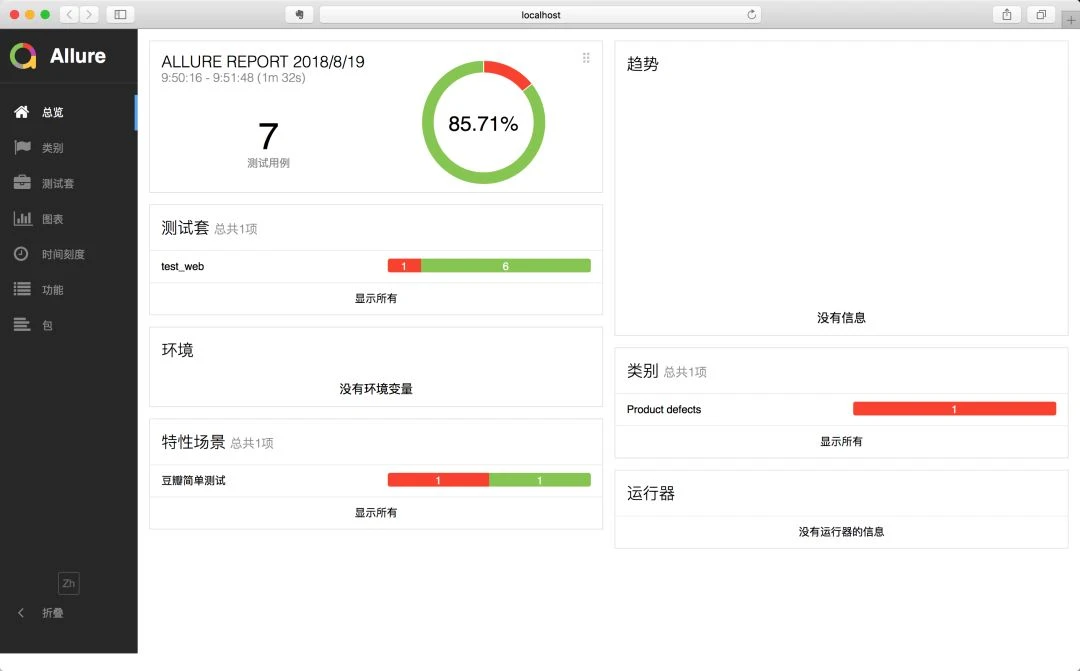 localhost
Allure
总览
类别
测试套
图表
时间刻度
功能
包
Zh
折叠
ALLURE REPORT 2018/8/19
9:50:16 - 9:51:48 (1m 32s)
7
测试用例
85.71%
测试套 总共1项
test_web 1 6
显示所有
环境
没有环境变量
特性场景 总共1项
豆瓣简单测试 1 1
显示所有
趋势
没有信息
类别 总共1项
Product defects 1
显示所有
运行器
没有运行器的信息